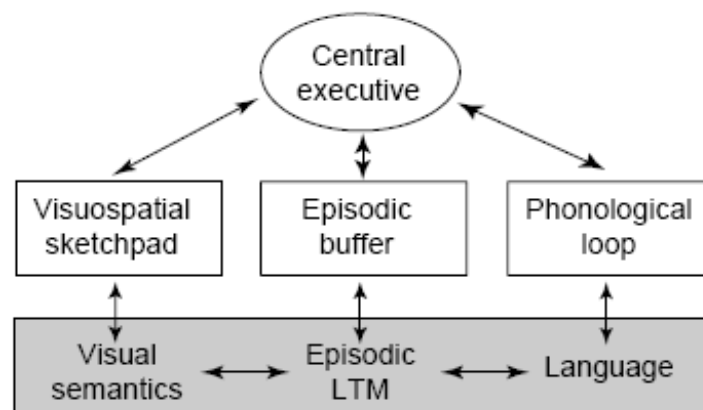 Central
executive
Visuospatial
sketchpad
Episodic
buffer
Phonological
loop
Visual
semantics
Episodic
LTM
Language